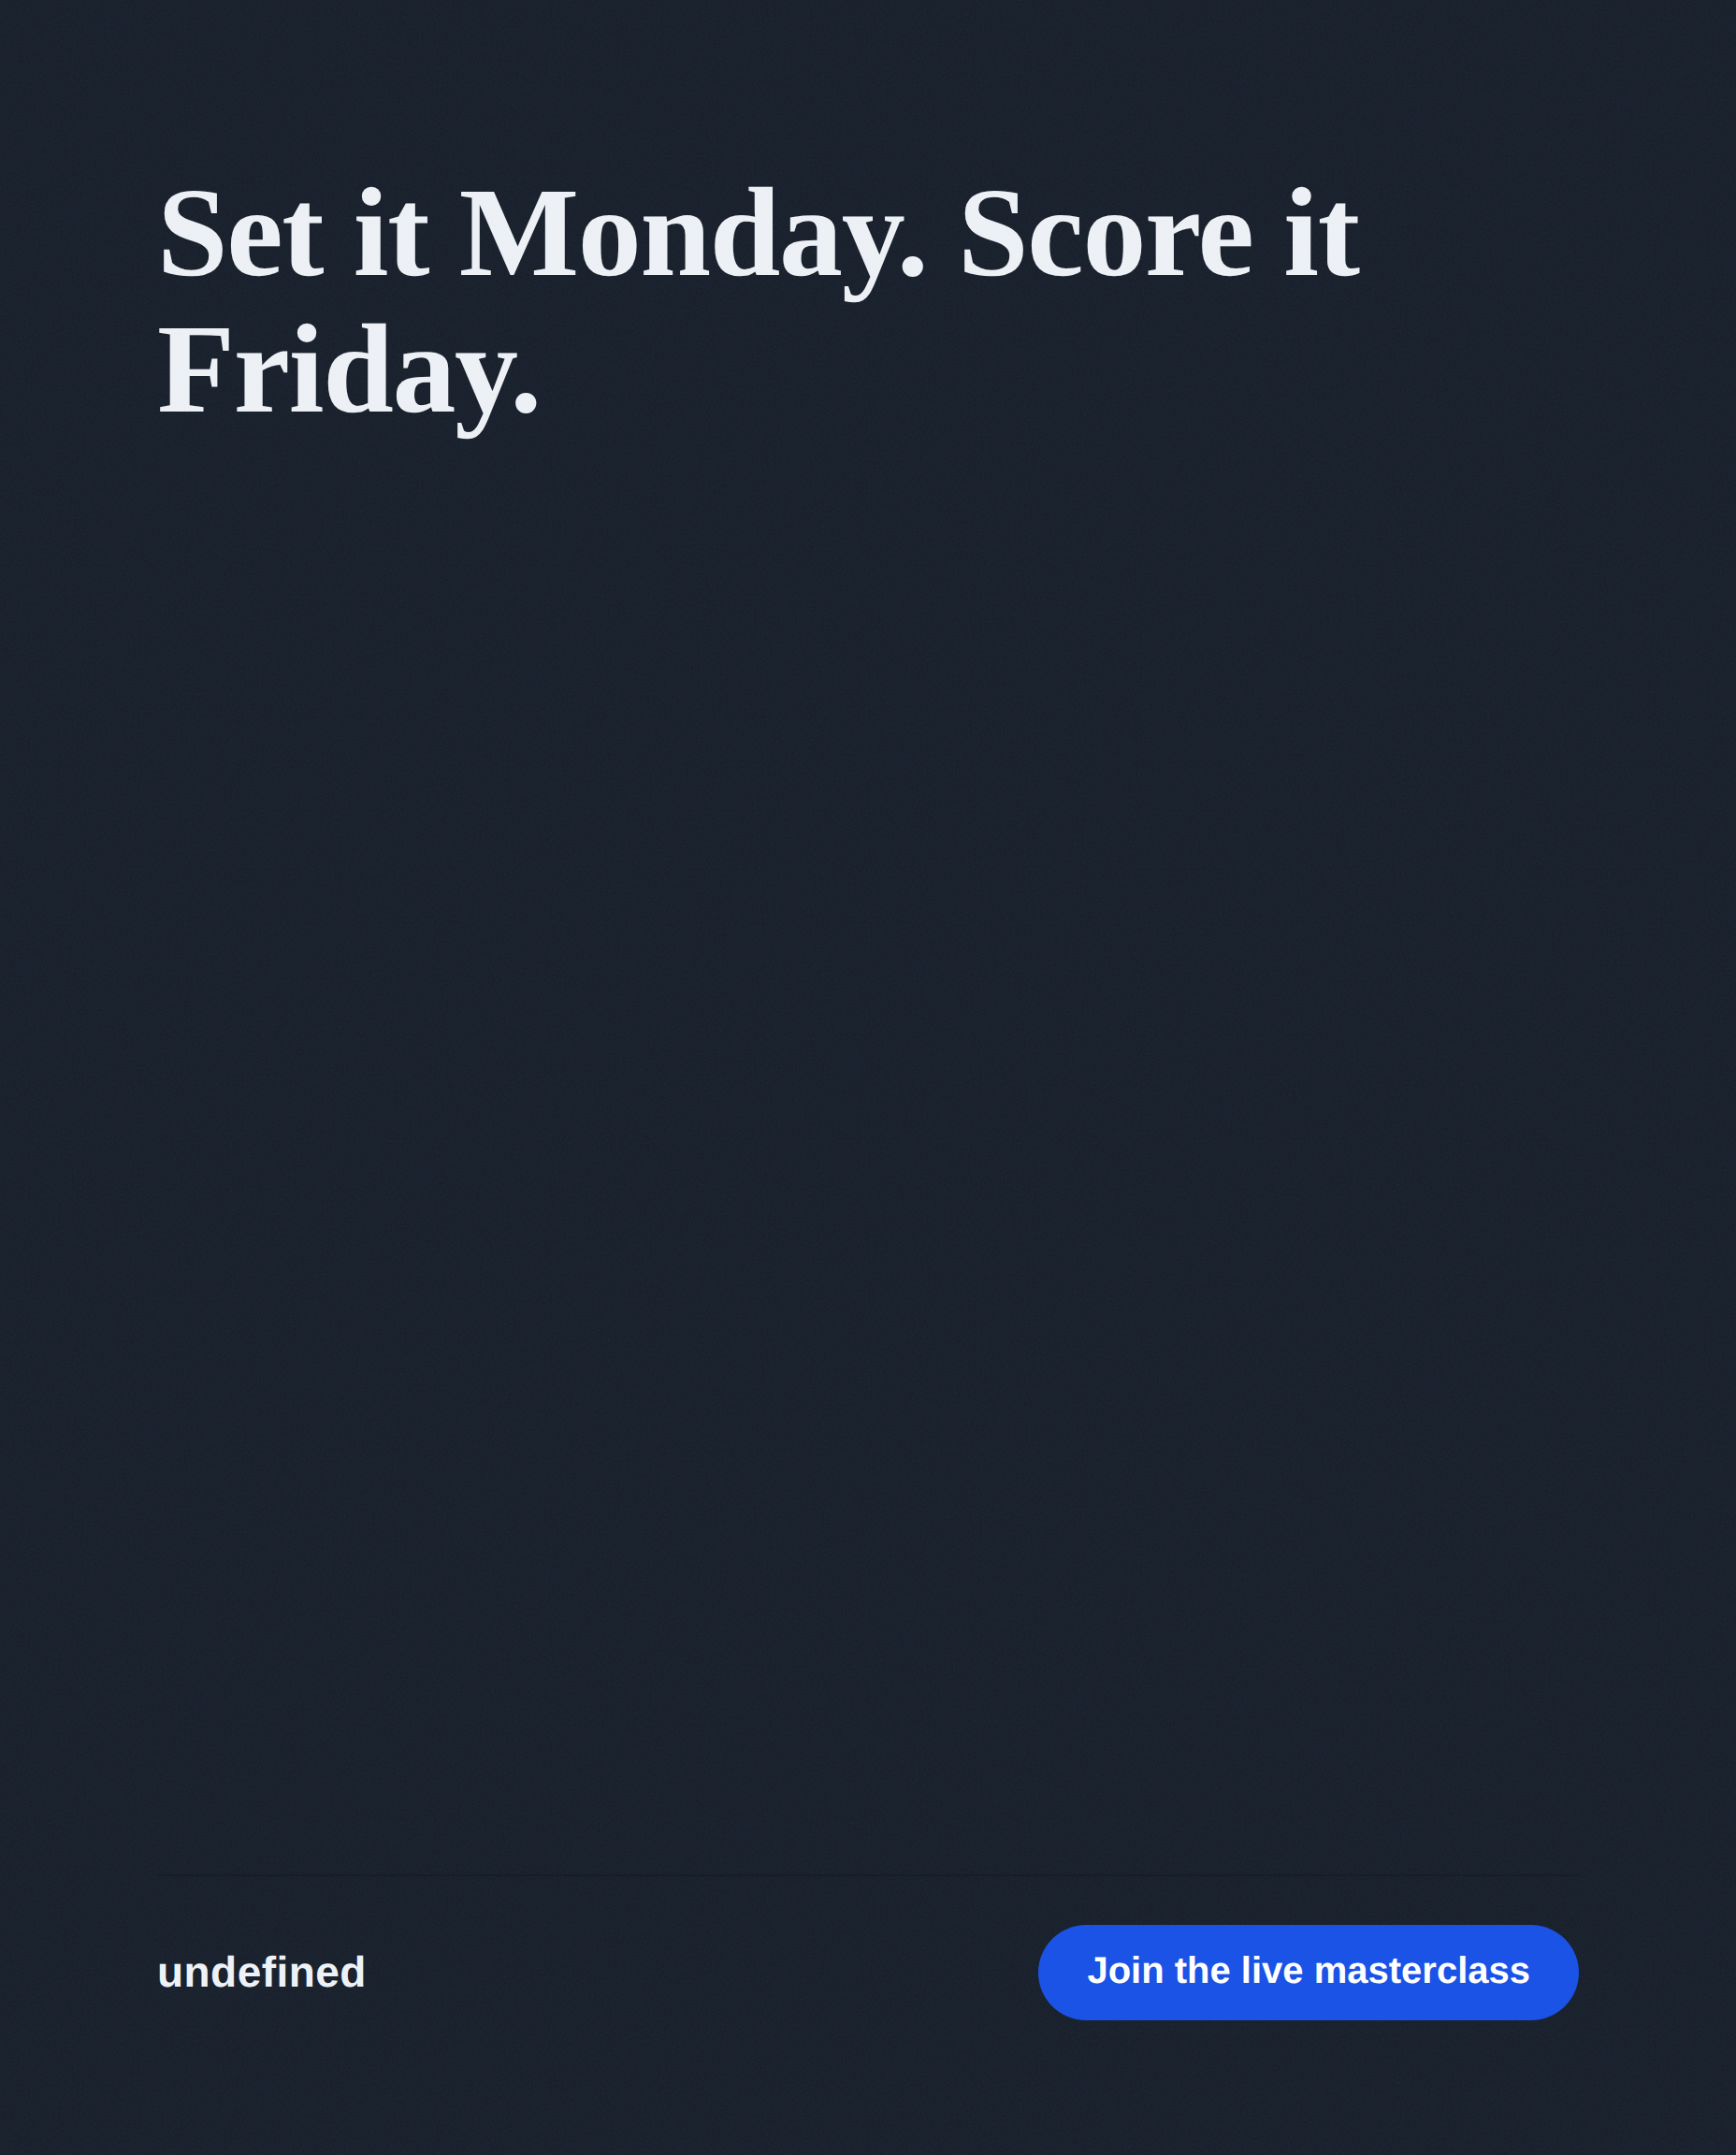 Set it Monday. Score it
Friday.
undefined
Join the live masterclass